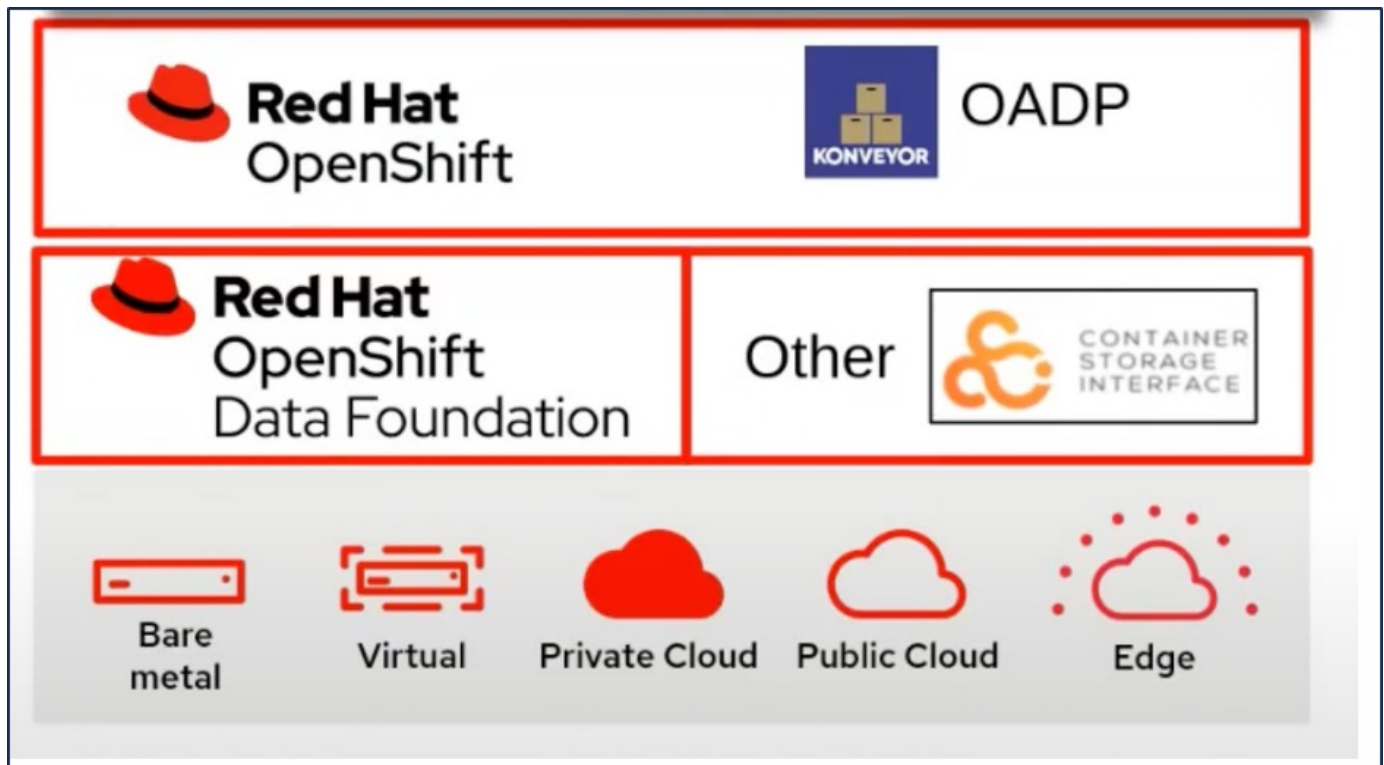 Red Hat
OpenShift
KONVEYOR
OADP
Red Hat
OpenShift
Data Foundation
Other
CONTAINER
STORAGE
INTERFACE
Bare
metal
Virtual
Private Cloud
Public Cloud
Edge